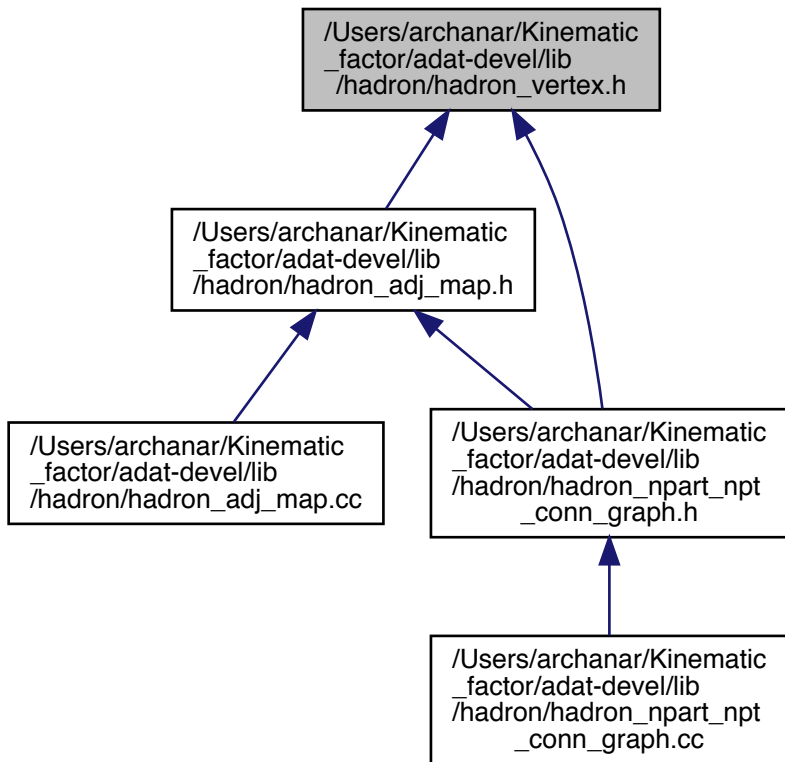 /Users/archanar/Kinematic
_factor/adat-devel/lib
/hadron/hadron_vertex.h
/Users/archanar/Kinematic
_factor/adat-devel/lib
/hadron/hadron_adj_map.h
/Users/archanar/Kinematic
_factor/adat-devel/lib
/hadron/hadron_adj_map.cc
/Users/archanar/Kinematic
_factor/adat-devel/lib
/hadron/hadron_npart_npt
_conn_graph.h
/Users/archanar/Kinematic
_factor/adat-devel/lib
/hadron/hadron_npart_npt
_conn_graph.cc